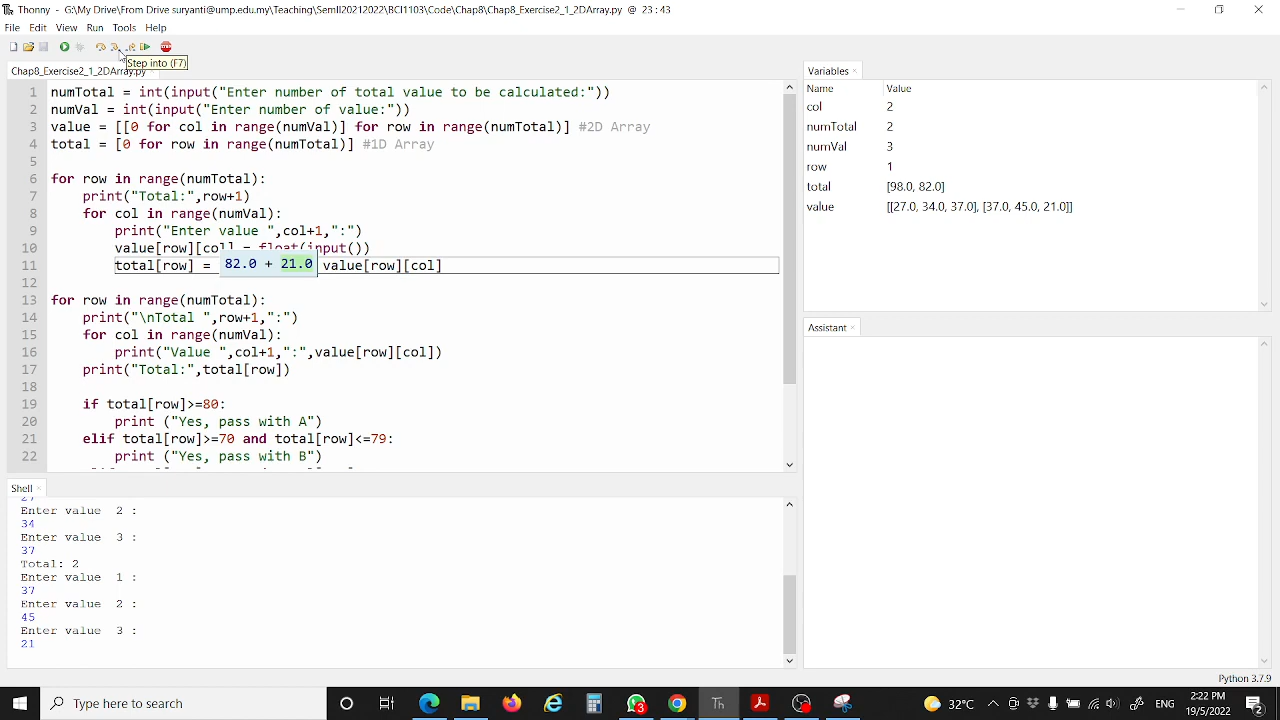 Thonny - G:\My Drive\From Drive suryanti@ump.edu.my\Teaching\SemII20212022\BCI1103\Code\Chap8\Chap8_Exercise2_1_2DArray.py @ 23 : 43
File Edit View Run Tools Help
Step into (F7)
Chap8_Exercise2_1_2DArray.py
1 numTotal = int(input("Enter number of total value to be calculated:"))
2 numVal = int(input("Enter number of value:"))
3 value = [[0 for col in range(numVal)] for row in range(numTotal)] #2D Array
4 total = [0 for row in range(numTotal)] #1D Array
5
6 for row in range(numTotal):
7 print("Total:",row+1)
8 for col in range(numVal):
9 print("Enter value ",col+1,":")
10 value[row][col] = float(input())
11 total[row] = 82.0 + 21.0 value[row][col]
12
13 for row in range(numTotal):
14 print("\nTotal ",row+1,":")
15 for col in range(numVal):
16 print("Value ",col+1,":",value[row][col])
17 print("Total:",total[row])
18
19 if total[row]>=80:
20 print ("Yes, pass with A")
21 elif total[row]>=70 and total[row]<=79:
22 print ("Yes, pass with B")
Shell
27
Enter value 2 :
34
Enter value 3 :
37
Total: 2
Enter value 1 :
37
Enter value 2 :
45
Enter value 3 :
21
Variables
Name Value
col 2
numTotal 2
numVal 3
row 1
total [98.0, 82.0]
value [[27.0, 34.0, 37.0], [37.0, 45.0, 21.0]]
Assistant
Python 3.7.9
Type here to search
3
Th
32°C
ENG
2:22 PM
19/5/2022
2